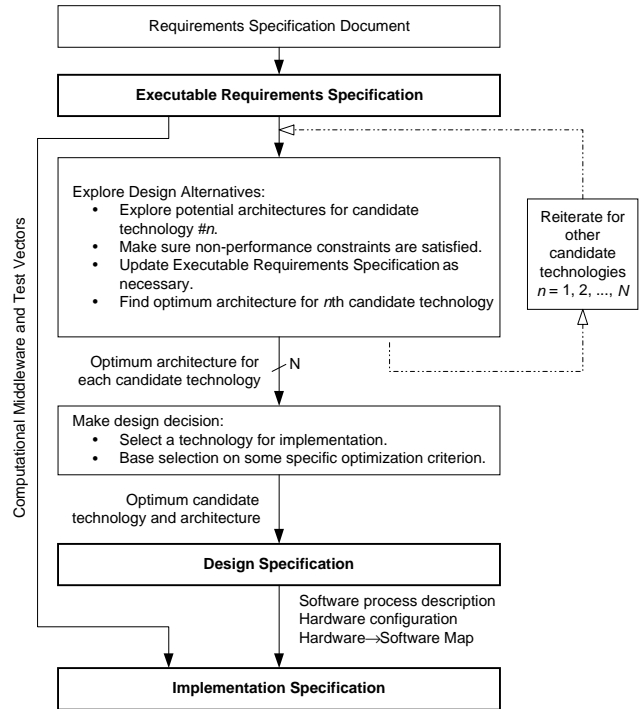 Requirements Specification Document
Executable Requirements Specification
Explore Design Alternatives:
• Explore potential architectures for candidate
technology #n.
• Make sure non-performance constraints are satisfied.
• Update Executable Requirements Specification as
necessary.
• Find optimum architecture for nth candidate technology
Reiterate for
other
candidate
technologies
n = 1, 2, ..., N
Computational Middleware and Test Vectors
Optimum architecture for
each candidate technology
N
Make design decision:
• Select a technology for implementation.
• Base selection on some specific optimization criterion.
Optimum candidate
technology and architecture
Design Specification
Software process description
Hardware configuration
Hardware→Software Map
Implementation Specification